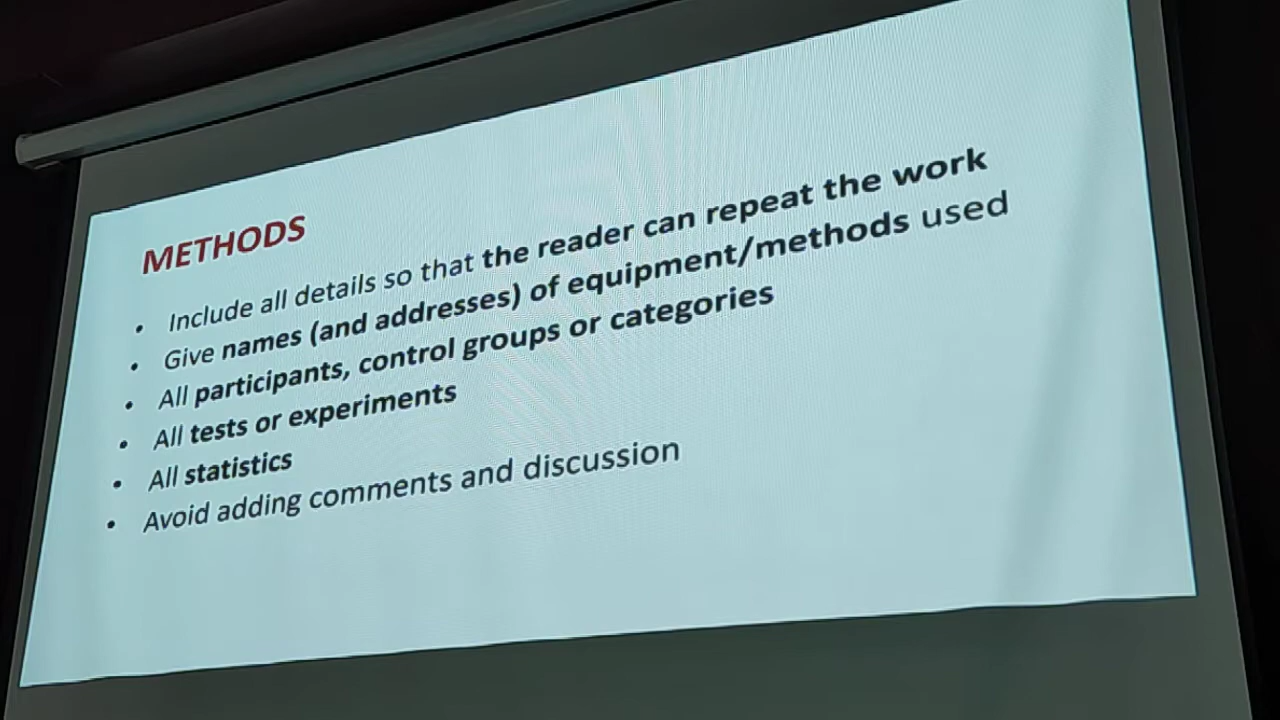 METHODS
• Include all details so that the reader can repeat the work
• Give names (and addresses) of equipment/methods used
• All participants, control groups or categories
• All tests or experiments
• All statistics
• Avoid adding comments and discussion